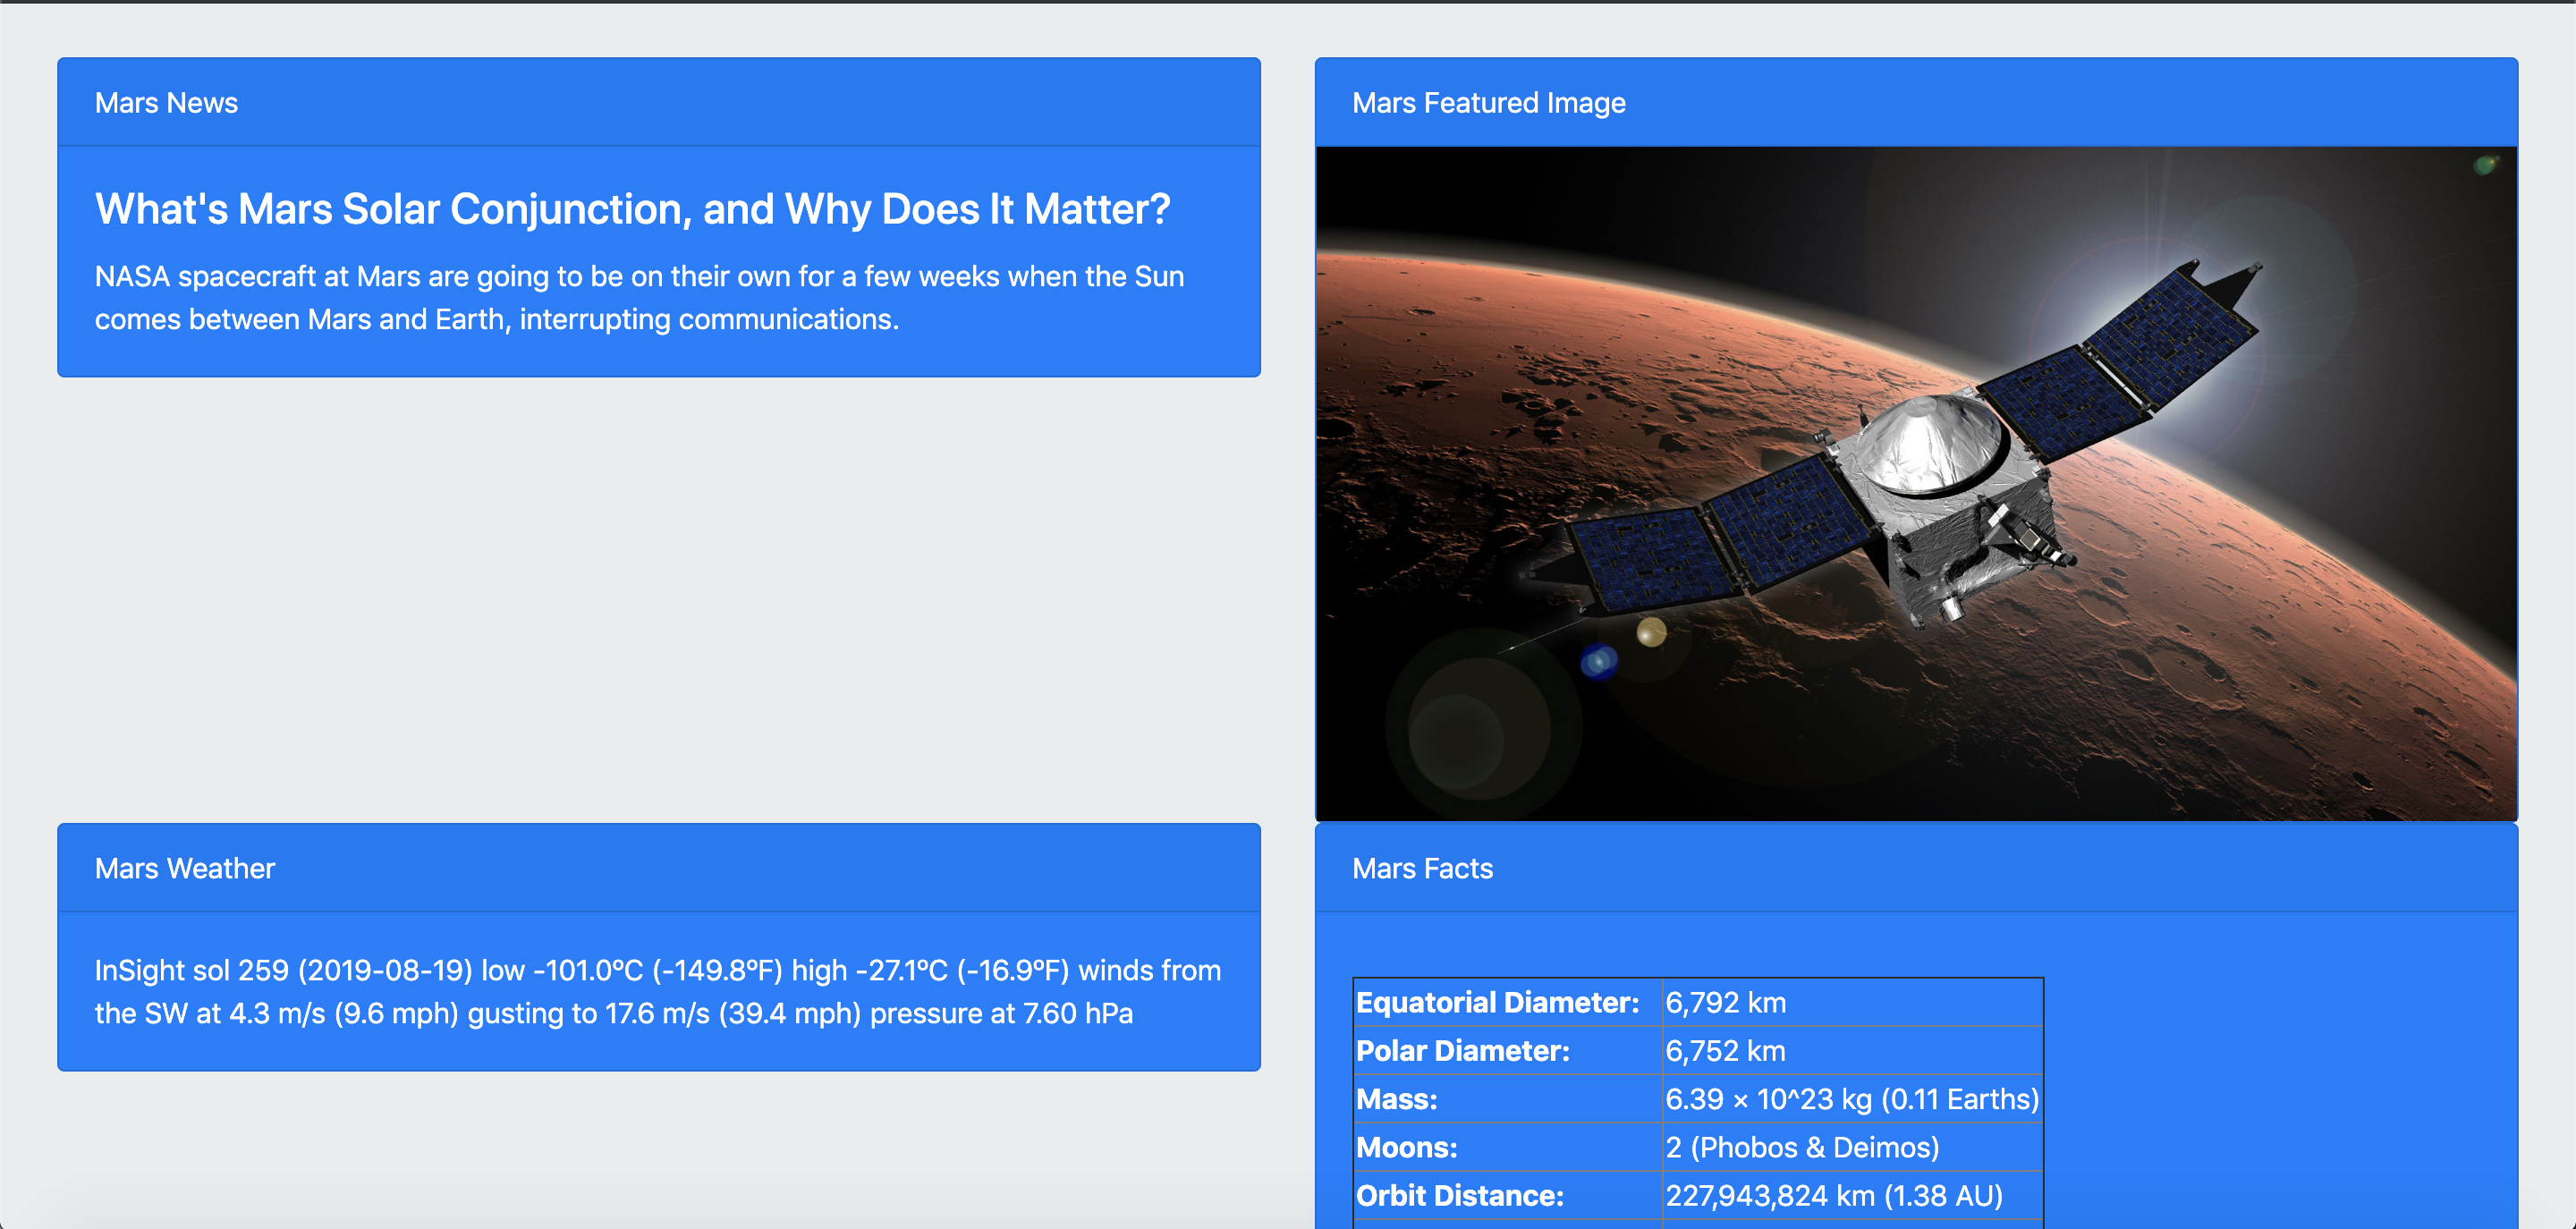 Mars News
What's Mars Solar Conjunction, and Why Does It Matter?
NASA spacecraft at Mars are going to be on their own for a few weeks when the Sun
comes between Mars and Earth, interrupting communications.
Mars Featured Image
Mars Weather
InSight sol 259 (2019-08-19) low -101.0ºC (-149.8ºF) high -27.1ºC (-16.9ºF) winds from
the SW at 4.3 m/s (9.6 mph) gusting to 17.6 m/s (39.4 mph) pressure at 7.60 hPa
Mars Facts
Equatorial Diameter: 6,792 km
Polar Diameter: 6,752 km
Mass: 6.39 × 10^23 kg (0.11 Earths)
Moons: 2 (Phobos & Deimos)
Orbit Distance: 227,943,824 km (1.38 AU)